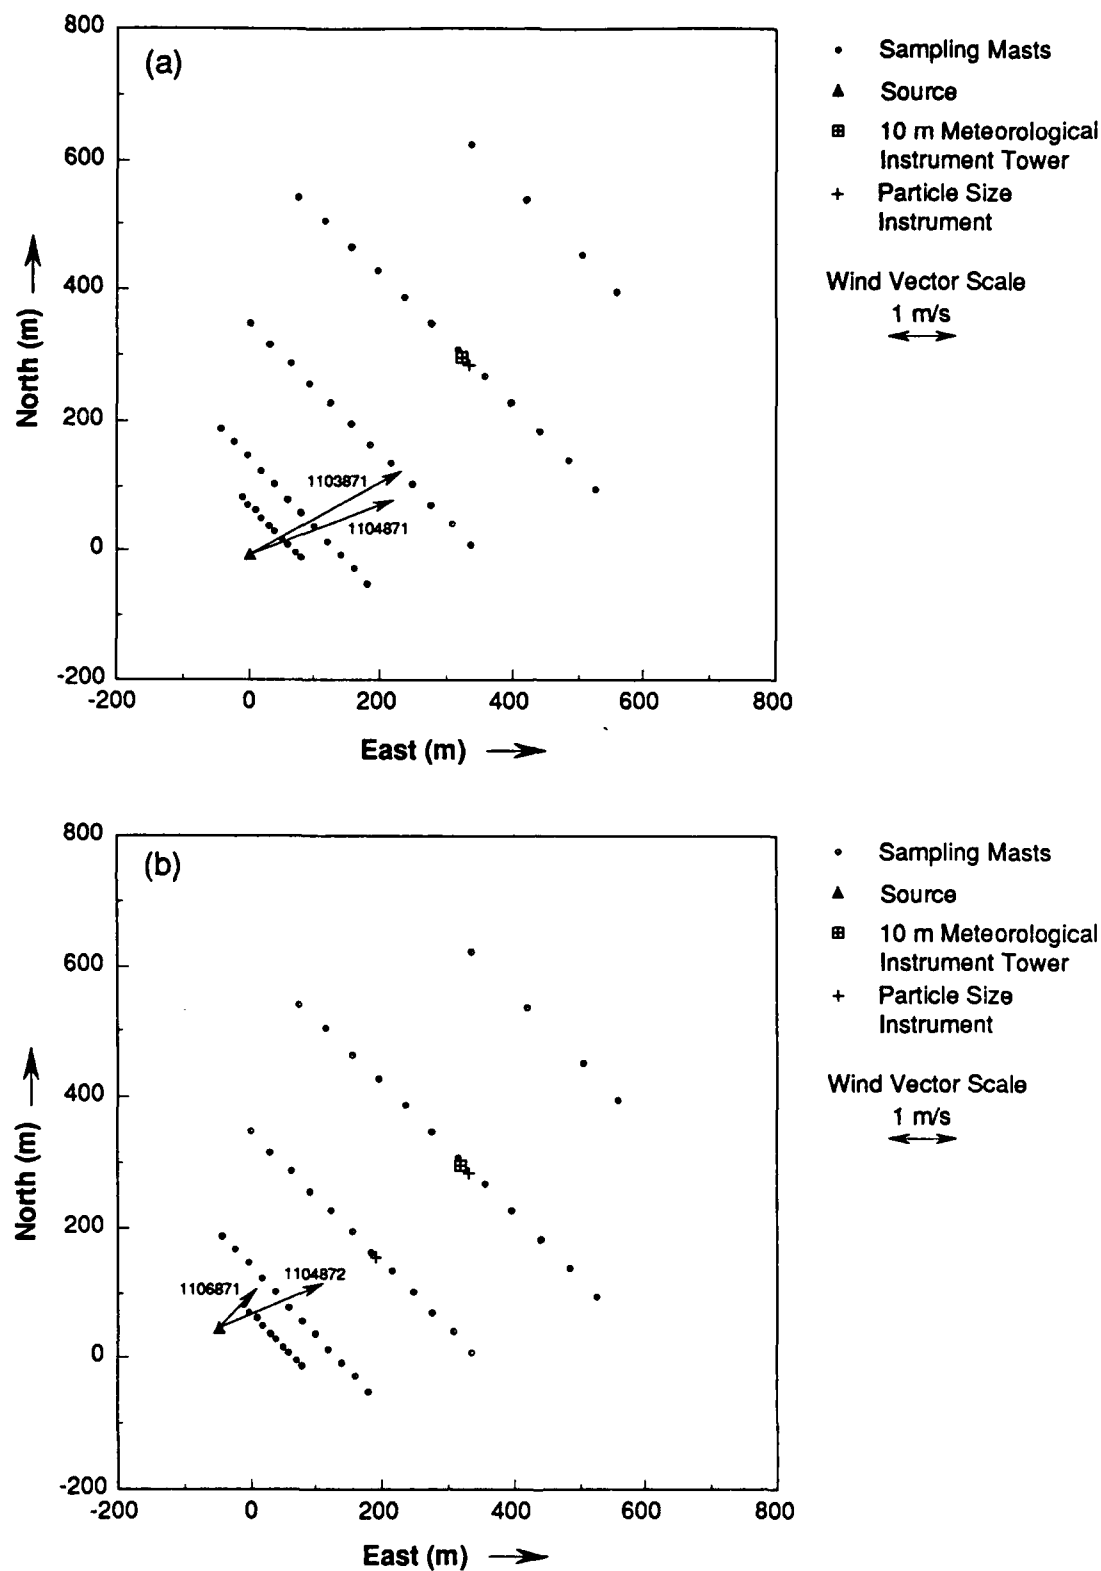 800
(a)
600
400
200
0
-200
North (m)
1103871
1104871
-200 0 200 400 600 800
East (m)
Sampling Masts
Source
10 m Meteorological
Instrument Tower
Particle Size
Instrument
Wind Vector Scale
1 m/s
800
(b)
600
400
200
0
-200
North (m)
1106871
1104872
-200 0 200 400 600 800
East (m)
Sampling Masts
Source
10 m Meteorological
Instrument Tower
Particle Size
Instrument
Wind Vector Scale
1 m/s